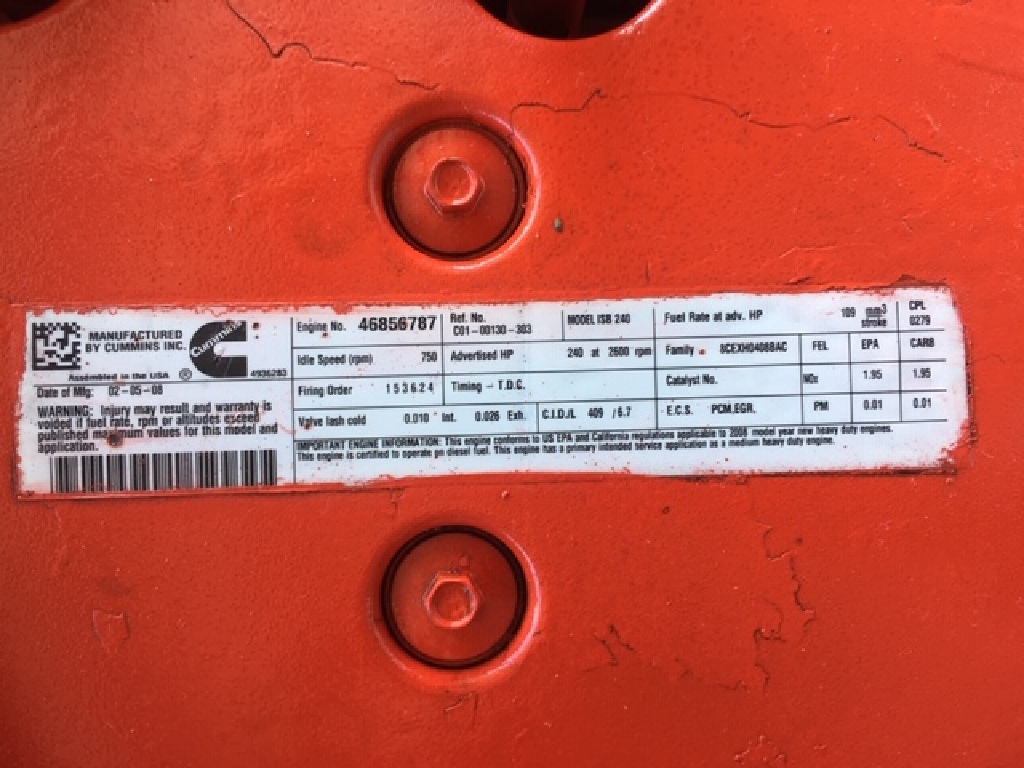 MANUFACTURED
BY CUMMINS INC.
Cummins
Assembled in the USA ® 4935283
Date of Mfg: 02-05-08
WARNING: Injury may result and warranty is
voided if fuel rate, rpm or altitudes exceed
published maximum values for this model and
application.
Engine No. 46856787
Ref. No.
C01-00130-303
MODEL ISB 240
Fuel Rate at adv. HP 109 mm3
stroke
CPL
0279
Idle Speed (rpm) 750
Advertised HP 240 at 2600 rpm
Family 8CEXH0408BAC
FEL EPA CARB
Firing Order 1 5 3 6 2 4
Timing - T.D.C.
Catalyst No.
NOx 1.95 1.95
Valve lash cold 0.010 Int. 0.026 Exh.
C.I.D./L 409 /6.7
E.C.S. PCM,EGR.
PM 0.01 0.01
IMPORTANT ENGINE INFORMATION: This engine conforms to US EPA and California regulations applicable to 2008 model year new heavy duty engines.
This engine is certified to operate on diesel fuel. This engine has a primary intended service application as a medium heavy duty engine.